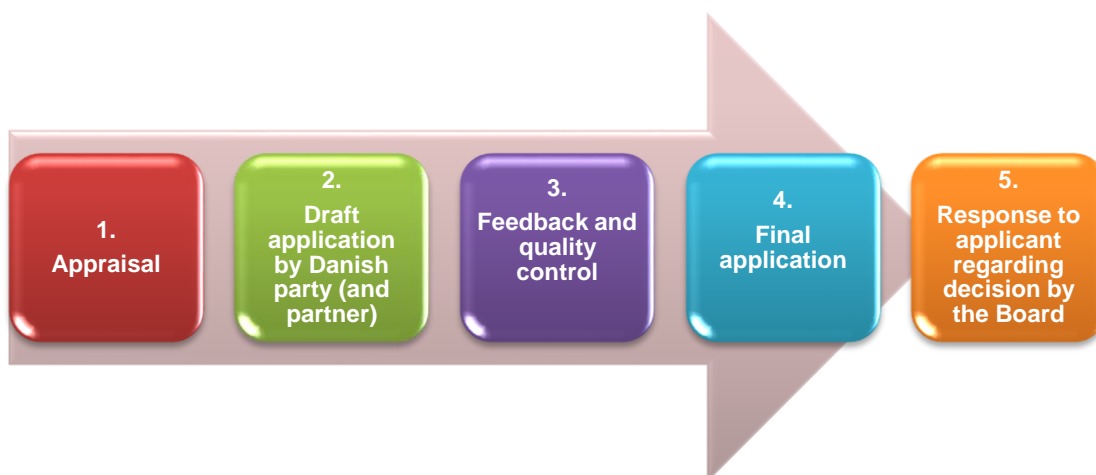 1.
Appraisal
2.
Draft
application
by Danish
party (and
partner)
3.
Feedback and
quality
control
4.
Final
application
5.
Response to
applicant
regarding
decision by
the Board